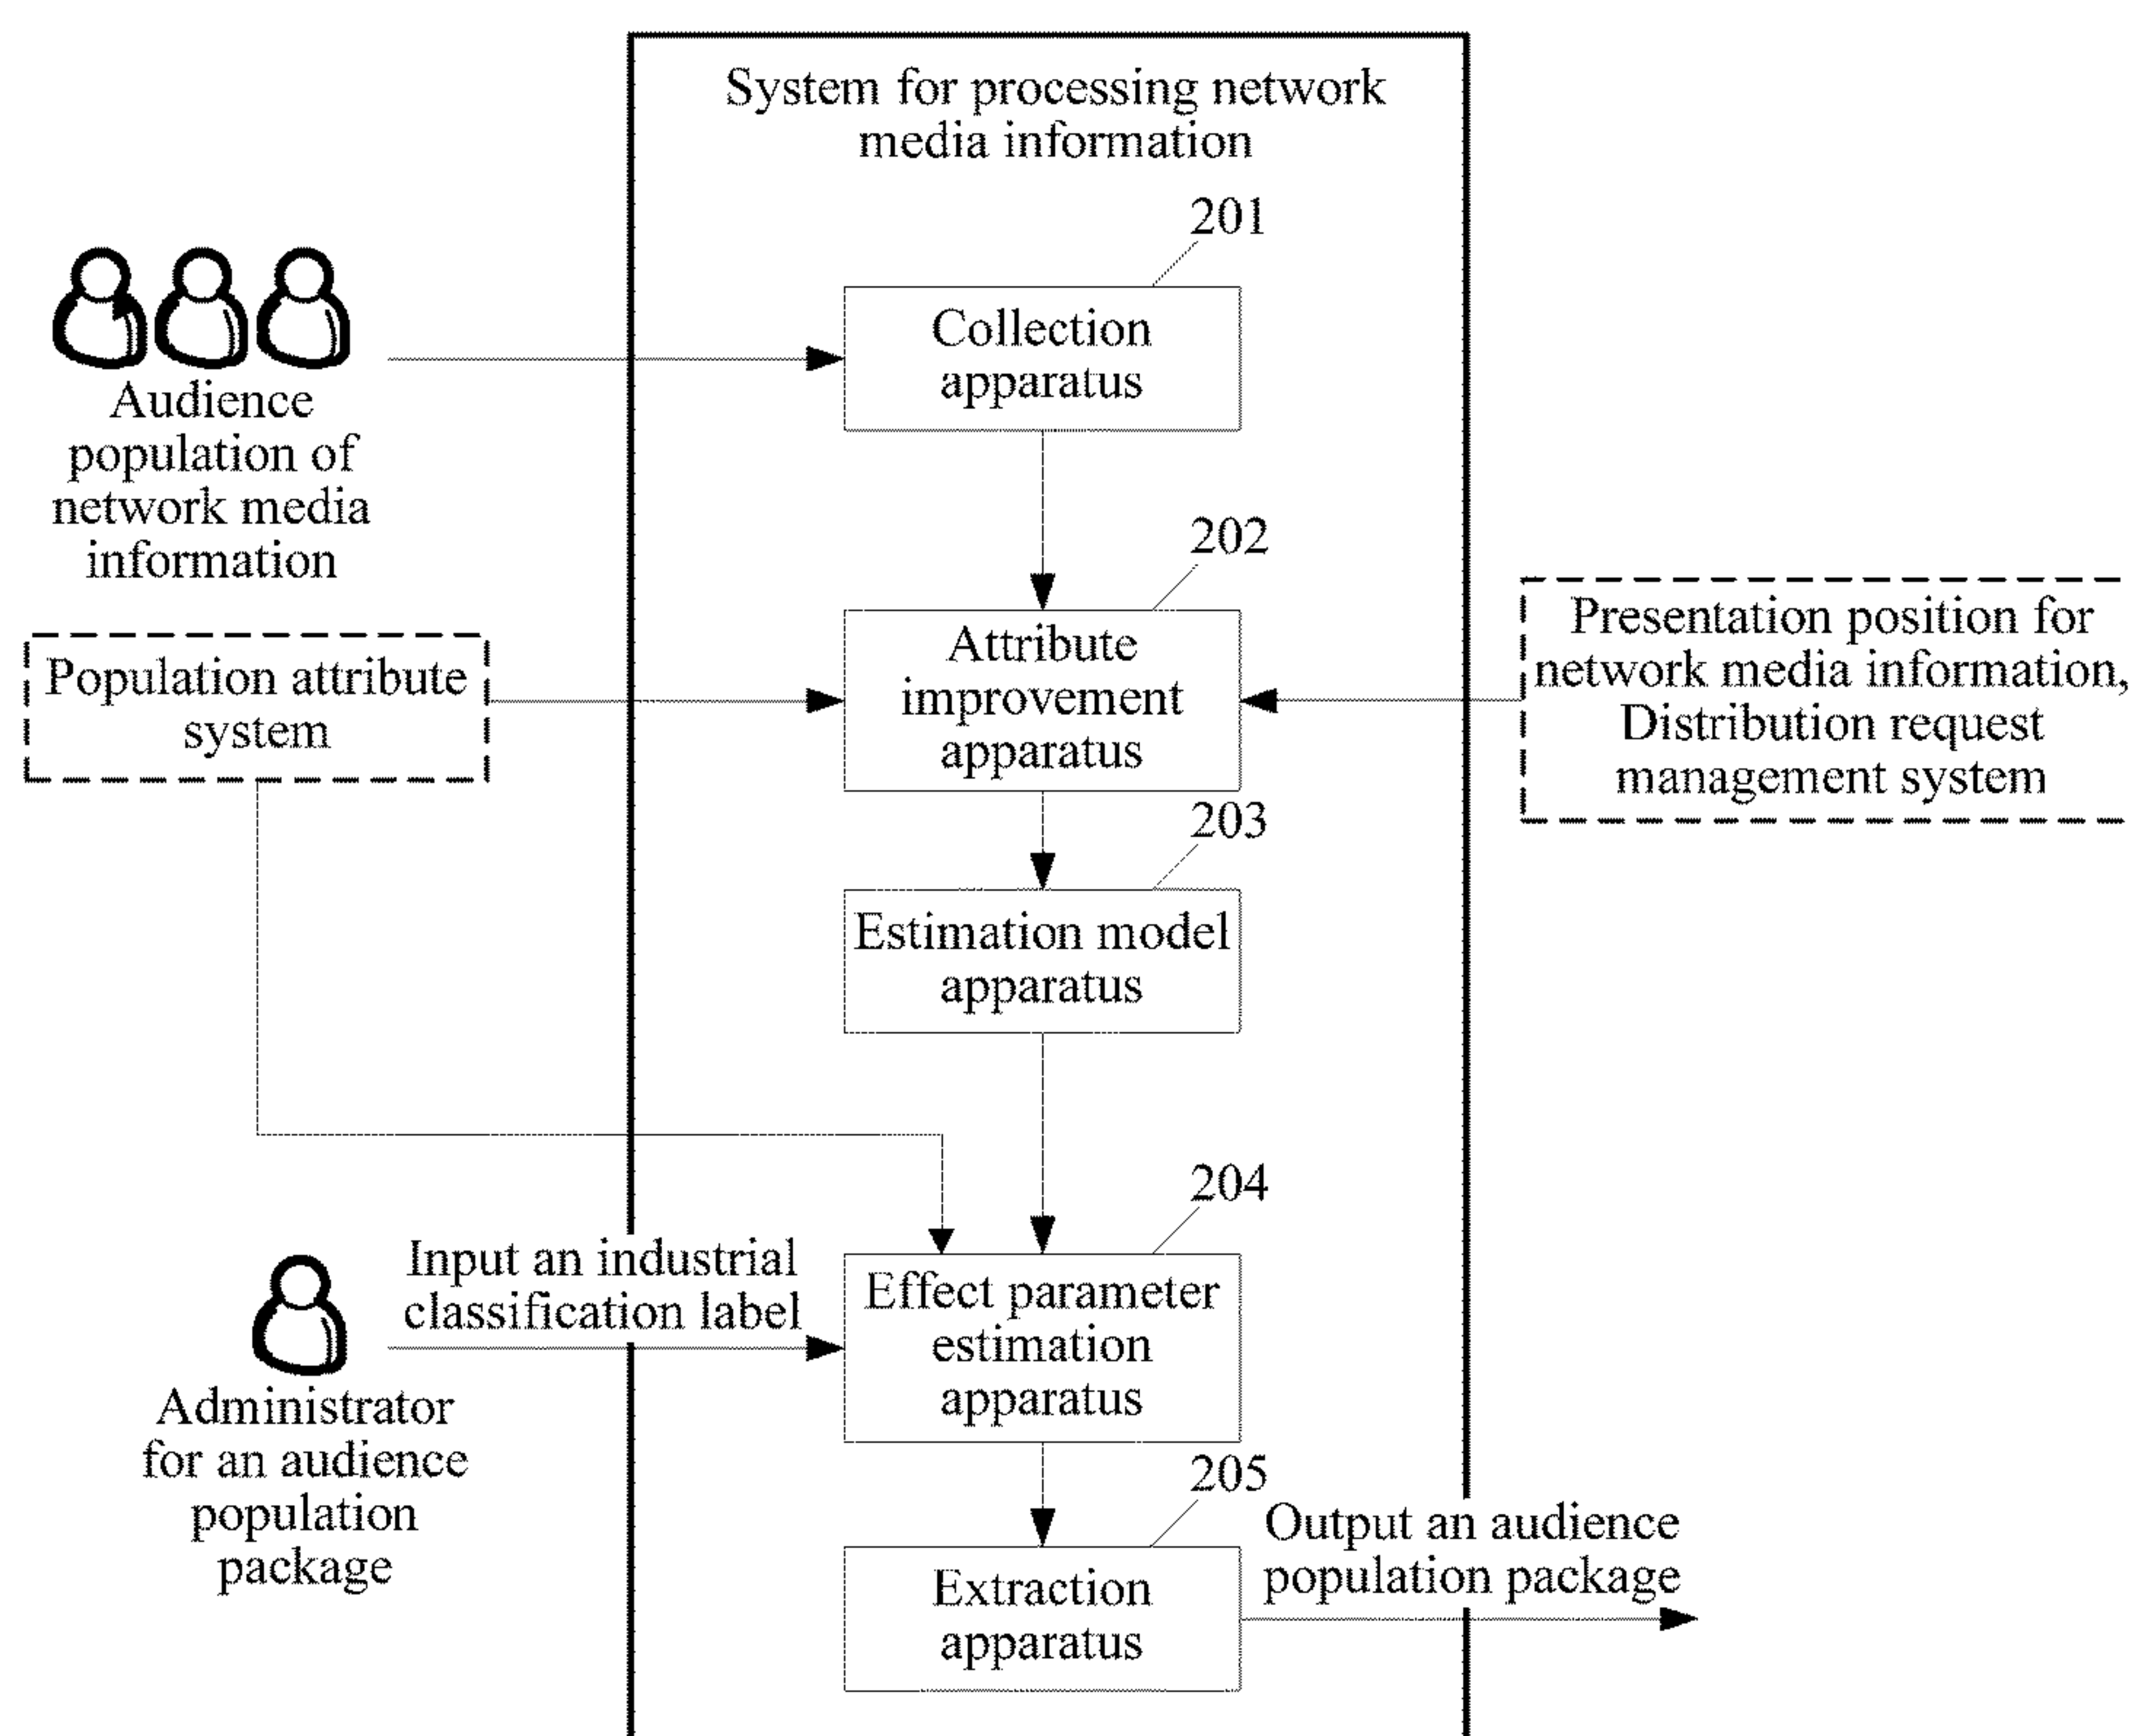 System for processing network
media information
201
Collection
apparatus
Audience
population of
network media
information
202
Attribute
improvement
apparatus
Population attribute
system
Presentation position for
network media information,
Distribution request
management system
203
Estimation model
apparatus
204
Input an industrial
classification label
Effect parameter
estimation
apparatus
Administrator
for an audience
population
package
205
Extraction
apparatus
Output an audience
population package